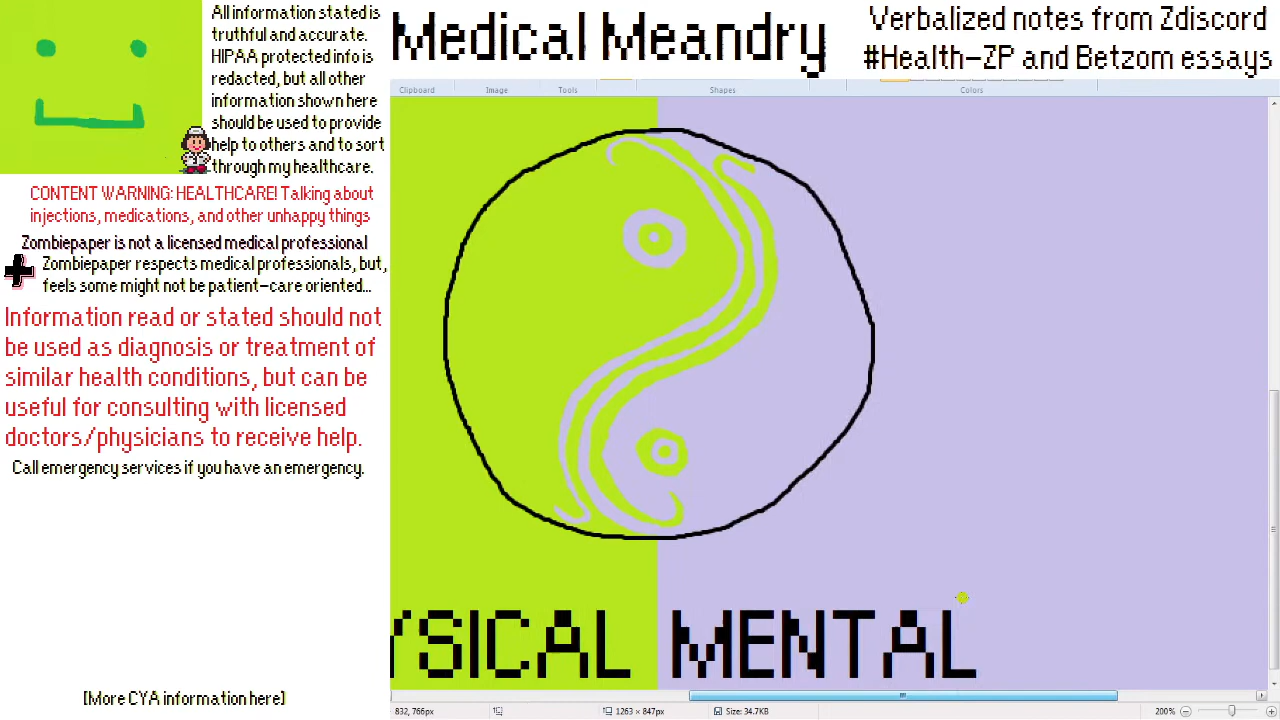 All information stated is
truthful and accurate.
HIPAA protected info is
redacted, but all other
information shown here
should be used to provide
help to others and to sort
through my healthcare.
CONTENT WARNING: HEALTHCARE! Talking about
injections, medications, and other unhappy things
Zombiepaper is not a licensed medical professional
Zombiepaper respects medical professionals, but,
feels some might not be patient-care oriented...
Information read or stated should not
be used as diagnosis or treatment of
similar health conditions, but can be
useful for consulting with licensed
doctors/physicians to receive help.
Call emergency services if you have an emergency.
[More CYA information here]
Medical Meandry
Verbalized notes from Zdiscord
#Health-ZP and Betzom essays
Clipboard Image Tools Shapes Colors
YSICAL MENTAL
832, 766px 1263 × 847px Size: 34.7KB 200%